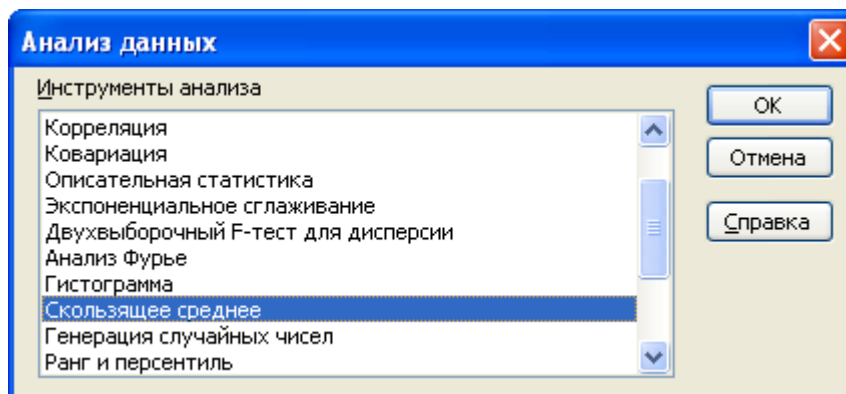 Анализ данных
Инструменты анализа
Корреляция
Ковариация
Описательная статистика
Экспоненциальное сглаживание
Двухвыборочный F-тест для дисперсии
Анализ Фурье
Гистограмма
Скользящее среднее
Генерация случайных чисел
Ранг и персентиль
OK
Отмена
Справка